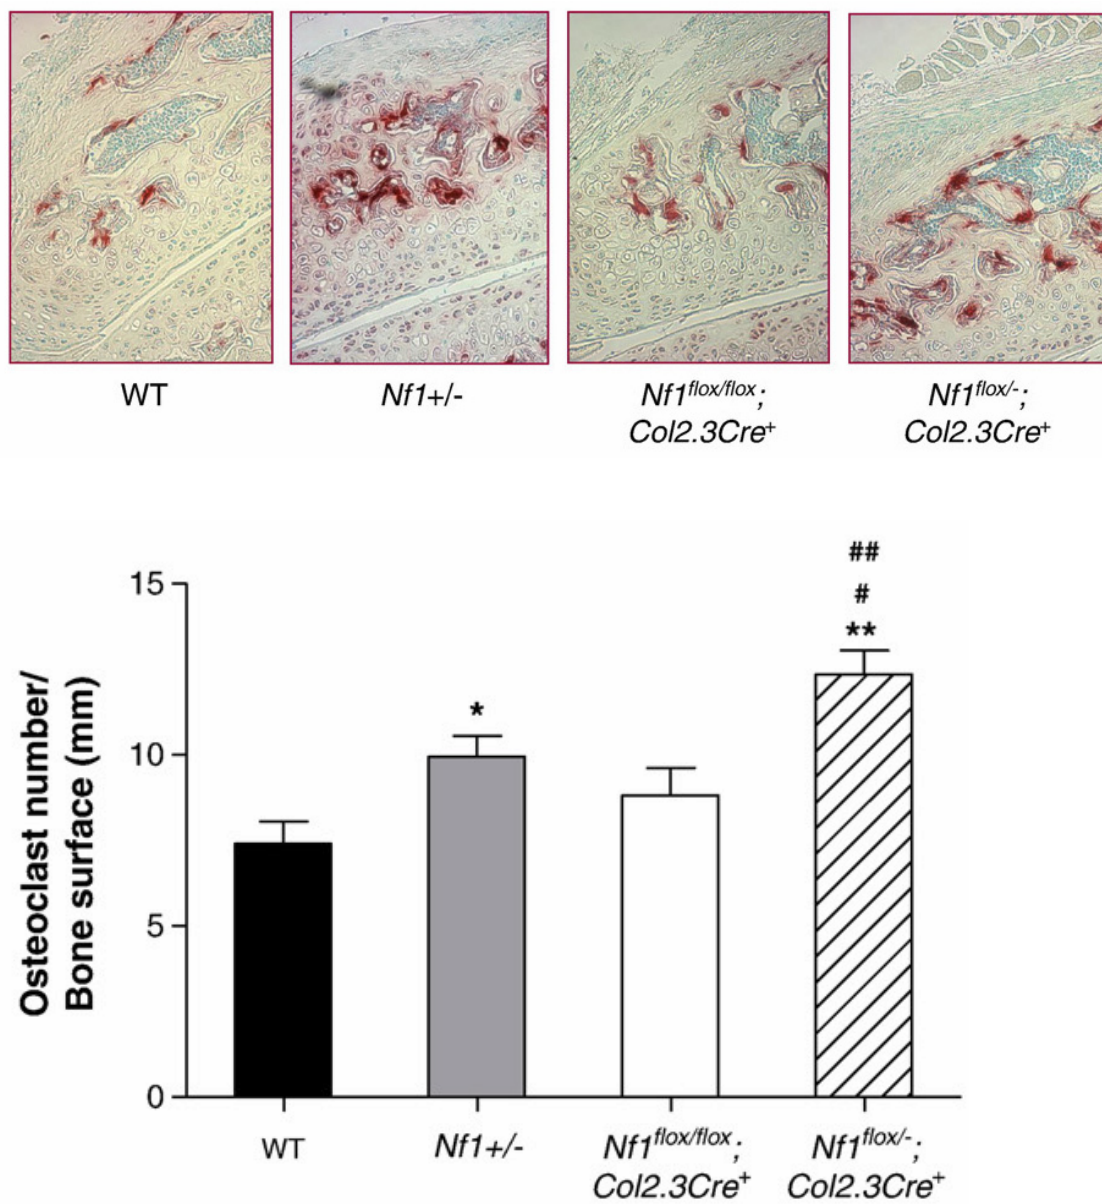 WT
Nf1+/-
Nf1flox/flox;
Col2.3Cre+
Nf1flox/-;
Col2.3Cre+
##
#
**
*
15
10
5
0
Osteoclast number/
Bone surface (mm)
WT
Nf1+/-
Nf1flox/flox;
Col2.3Cre+
Nf1flox/-;
Col2.3Cre+